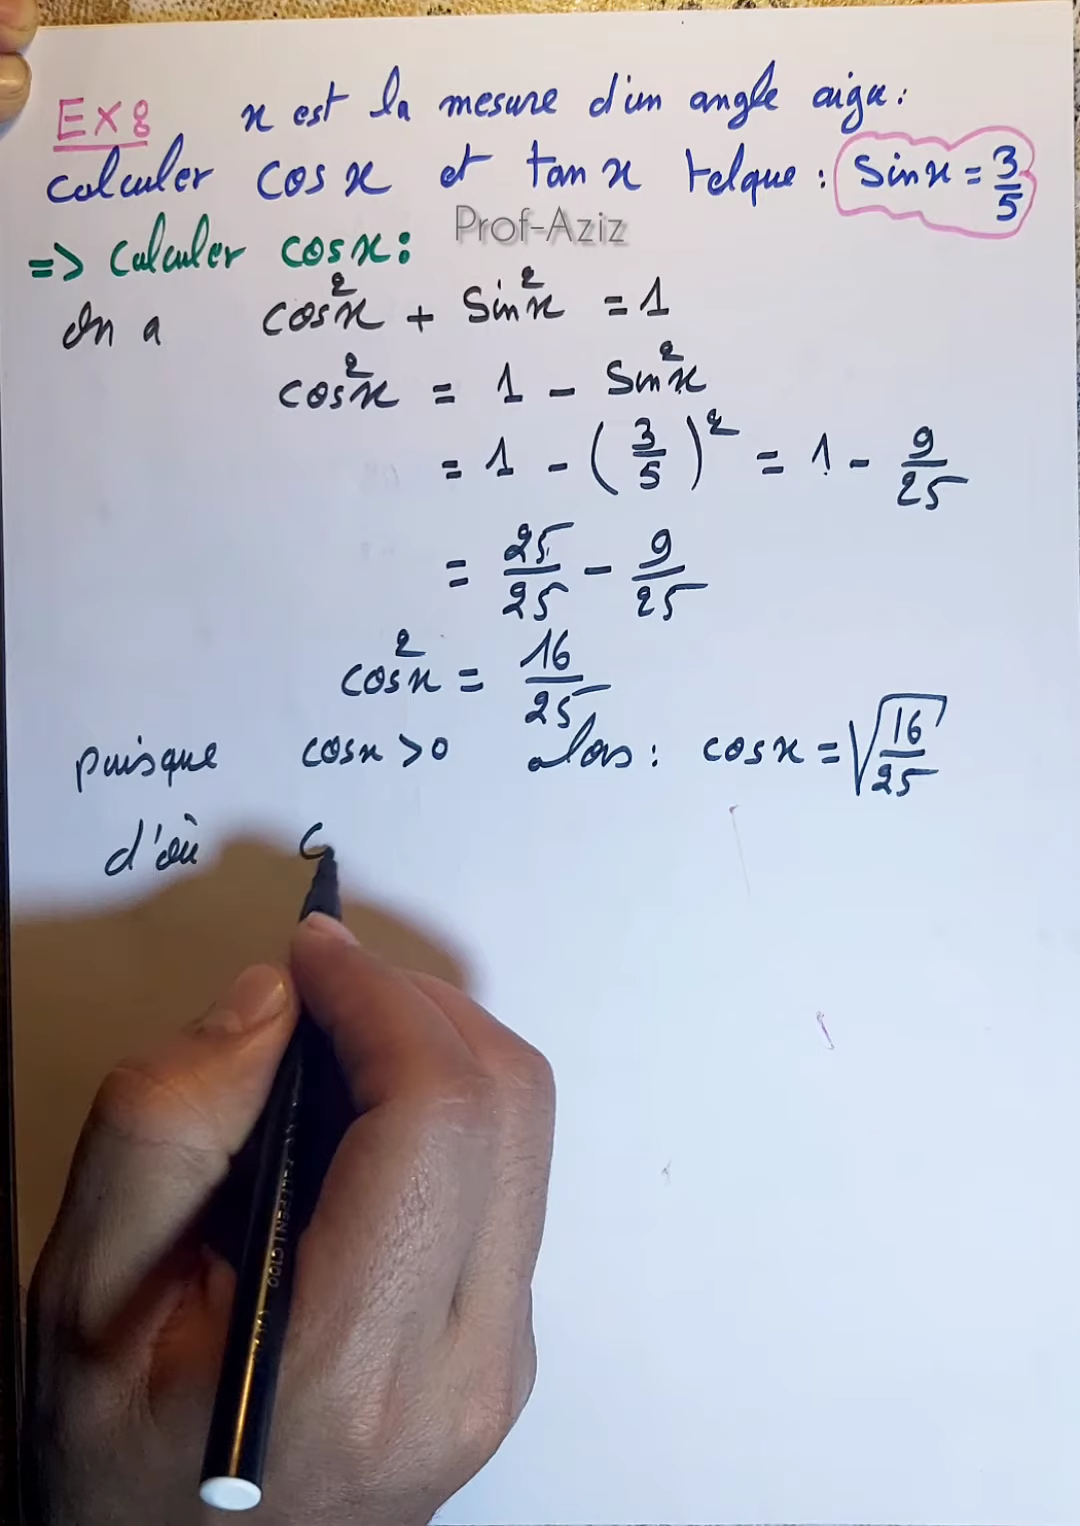 Ex 8 x est la mesure d'un angle aigu :
calculer cos x et tan x telque : sin x = 3/5
Prof-Aziz
=> Calculer cos x :
On a cos²x + sin²x = 1
cos²x = 1 - sin²x
= 1 - (3/5)² = 1 - 9/25
= 25/25 - 9/25
cos²x = 16/25
puisque cos x > 0 alors : cos x = √(16/25)
d'où c